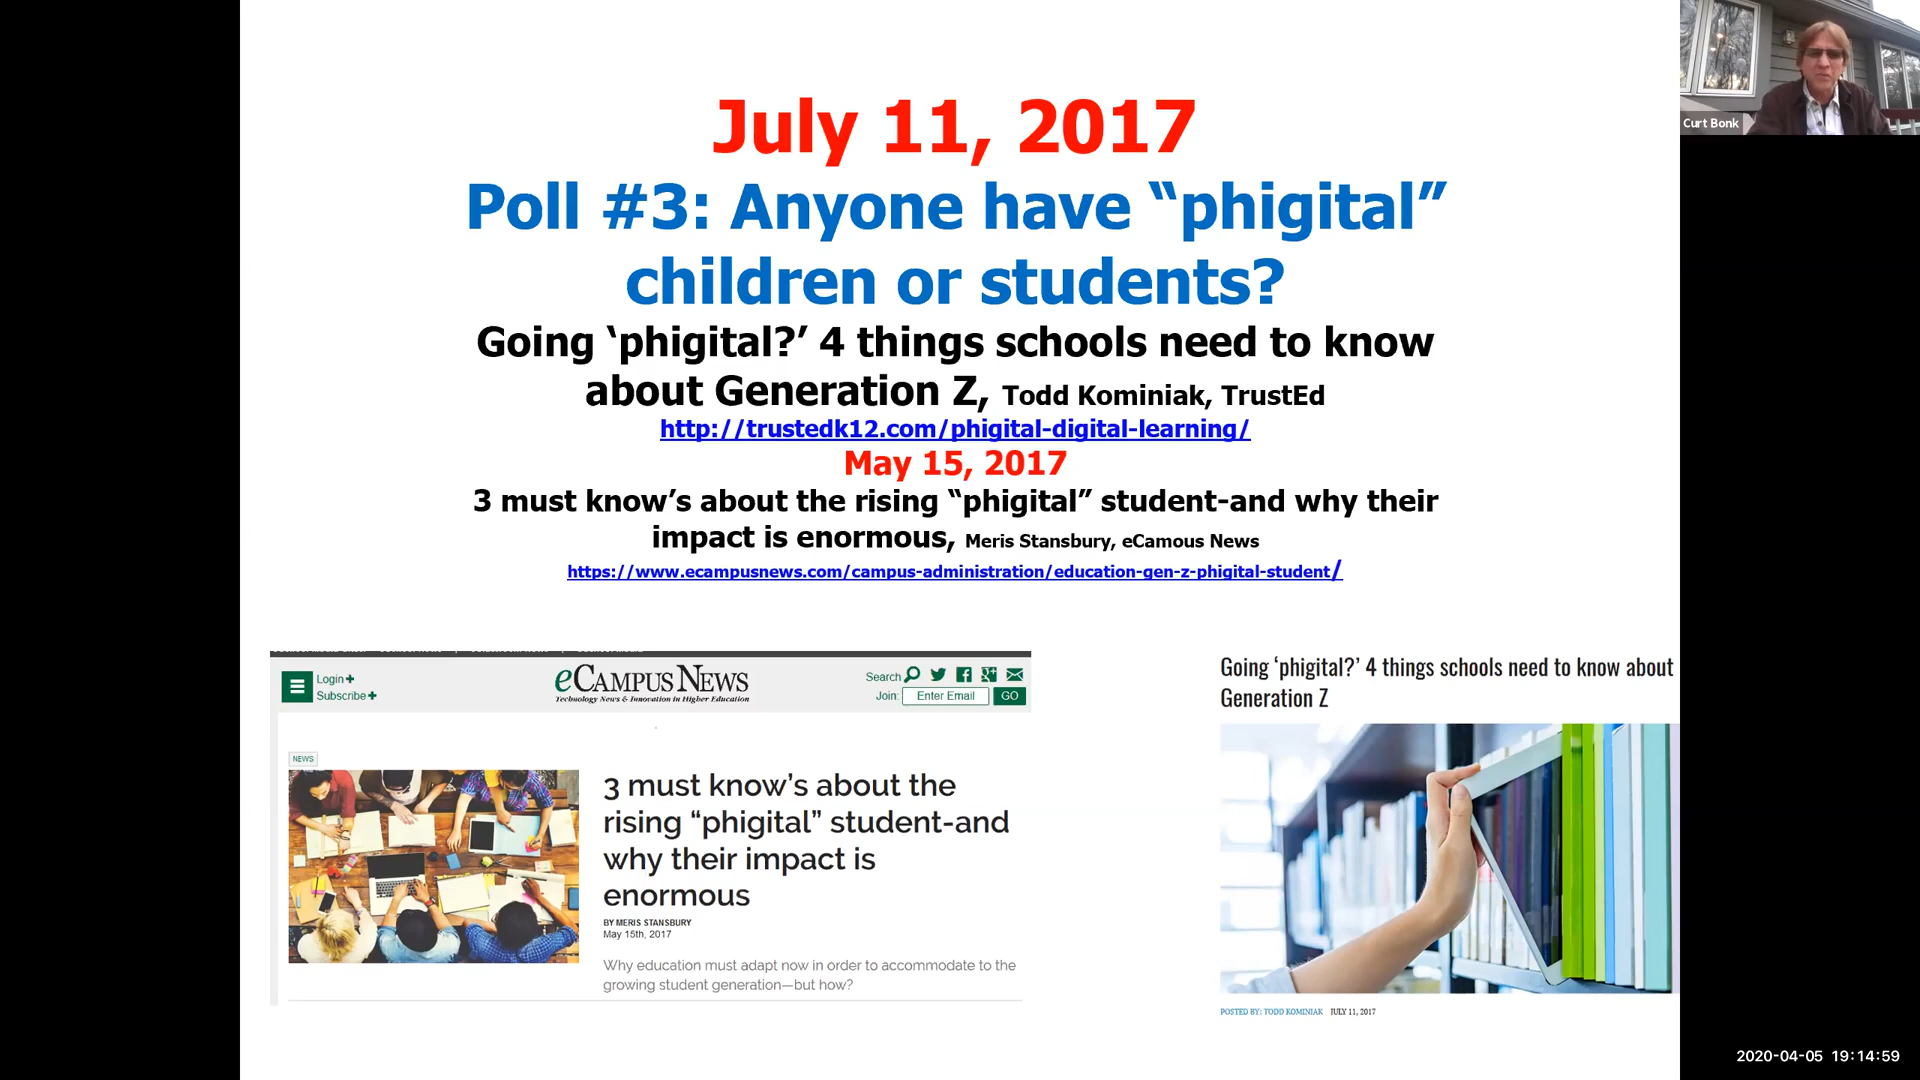 July 11, 2017
Poll #3: Anyone have “phigital”
children or students?
Going ‘phigital?’ 4 things schools need to know
about Generation Z, Todd Kominiak, TrustEd
http://trustedk12.com/phigital-digital-learning/
May 15, 2017
3 must know’s about the rising “phigital” student-and why their
impact is enormous, Meris Stansbury, eCamous News
https://www.ecampusnews.com/campus-administration/education-gen-z-phigital-student/
Curt Bonk
Login+
Subscribe+
eCampus News
Technology News & Innovation in Higher Education
Search
Join: Enter Email GO
NEWS
3 must know’s about the
rising “phigital” student-and
why their impact is
enormous
BY MERIS STANSBURY
May 15th, 2017
Why education must adapt now in order to accommodate to the
growing student generation—but how?
Going ‘phigital?’ 4 things schools need to know about
Generation Z
POSTED BY: TODD KOMINIAK JULY 11, 2017
2020-04-05 19:14:59